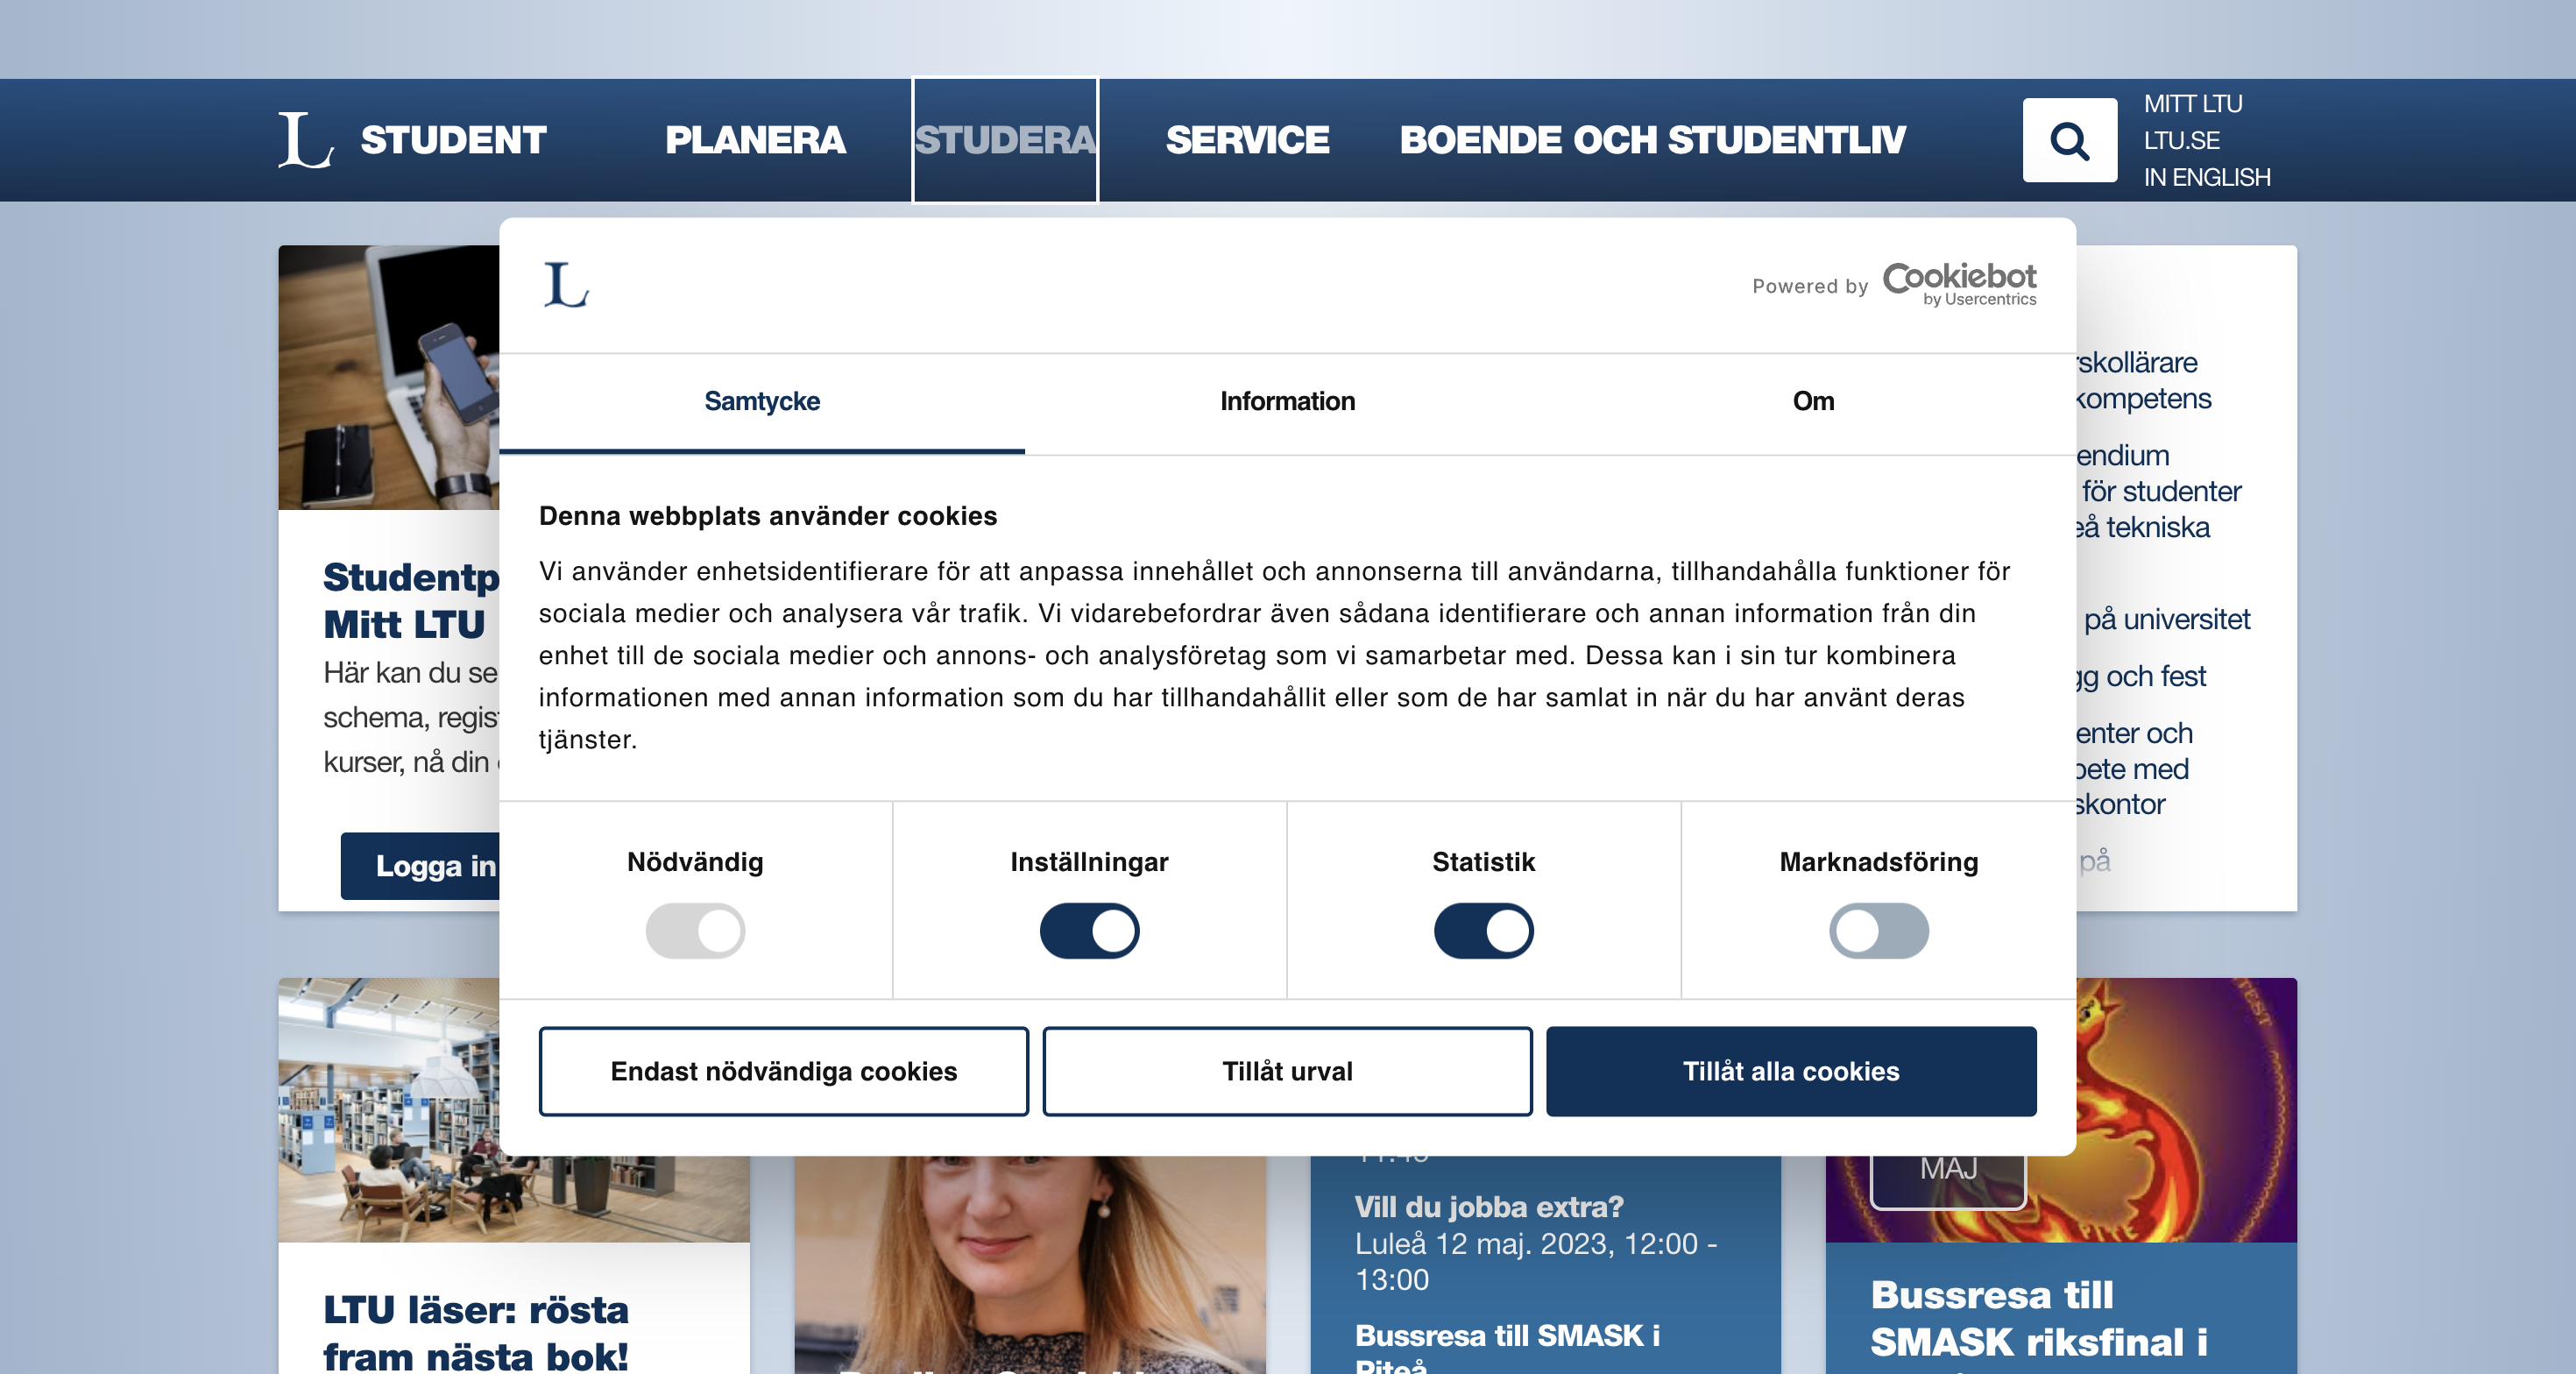 L STUDENT PLANERA STUDERA SERVICE BOENDE OCH STUDENTLIV
MITT LTU
LTU.SE
IN ENGLISH
L
Powered by Cookiebot
by Usercentrics
Samtycke Information Om
Denna webbplats använder cookies
Vi använder enhetsidentifierare för att anpassa innehållet och annonserna till användarna, tillhandahålla funktioner för
sociala medier och analysera vår trafik. Vi vidarebefordrar även sådana identifierare och annan information från din
enhet till de sociala medier och annons- och analysföretag som vi samarbetar med. Dessa kan i sin tur kombinera
informationen med annan information som du har tillhandahållit eller som de har samlat in när du har använt deras
tjänster.
Nödvändig Inställningar Statistik Marknadsföring
Endast nödvändiga cookies Tillåt urval Tillåt alla cookies
Studentp
Mitt LTU
Här kan du se
schema, regis
kurser, nå din
Logga in
rskollärare
kompetens
endium
för studenter
eå tekniska
på universitet
gg och fest
enter och
bete med
skontor
på
LTU läser: rösta
fram nästa bok!
Vill du jobba extra?
Luleå 12 maj. 2023, 12:00 -
13:00
Bussresa till SMASK i
Piteå
MAJ
Bussresa till
SMASK riksfinal i